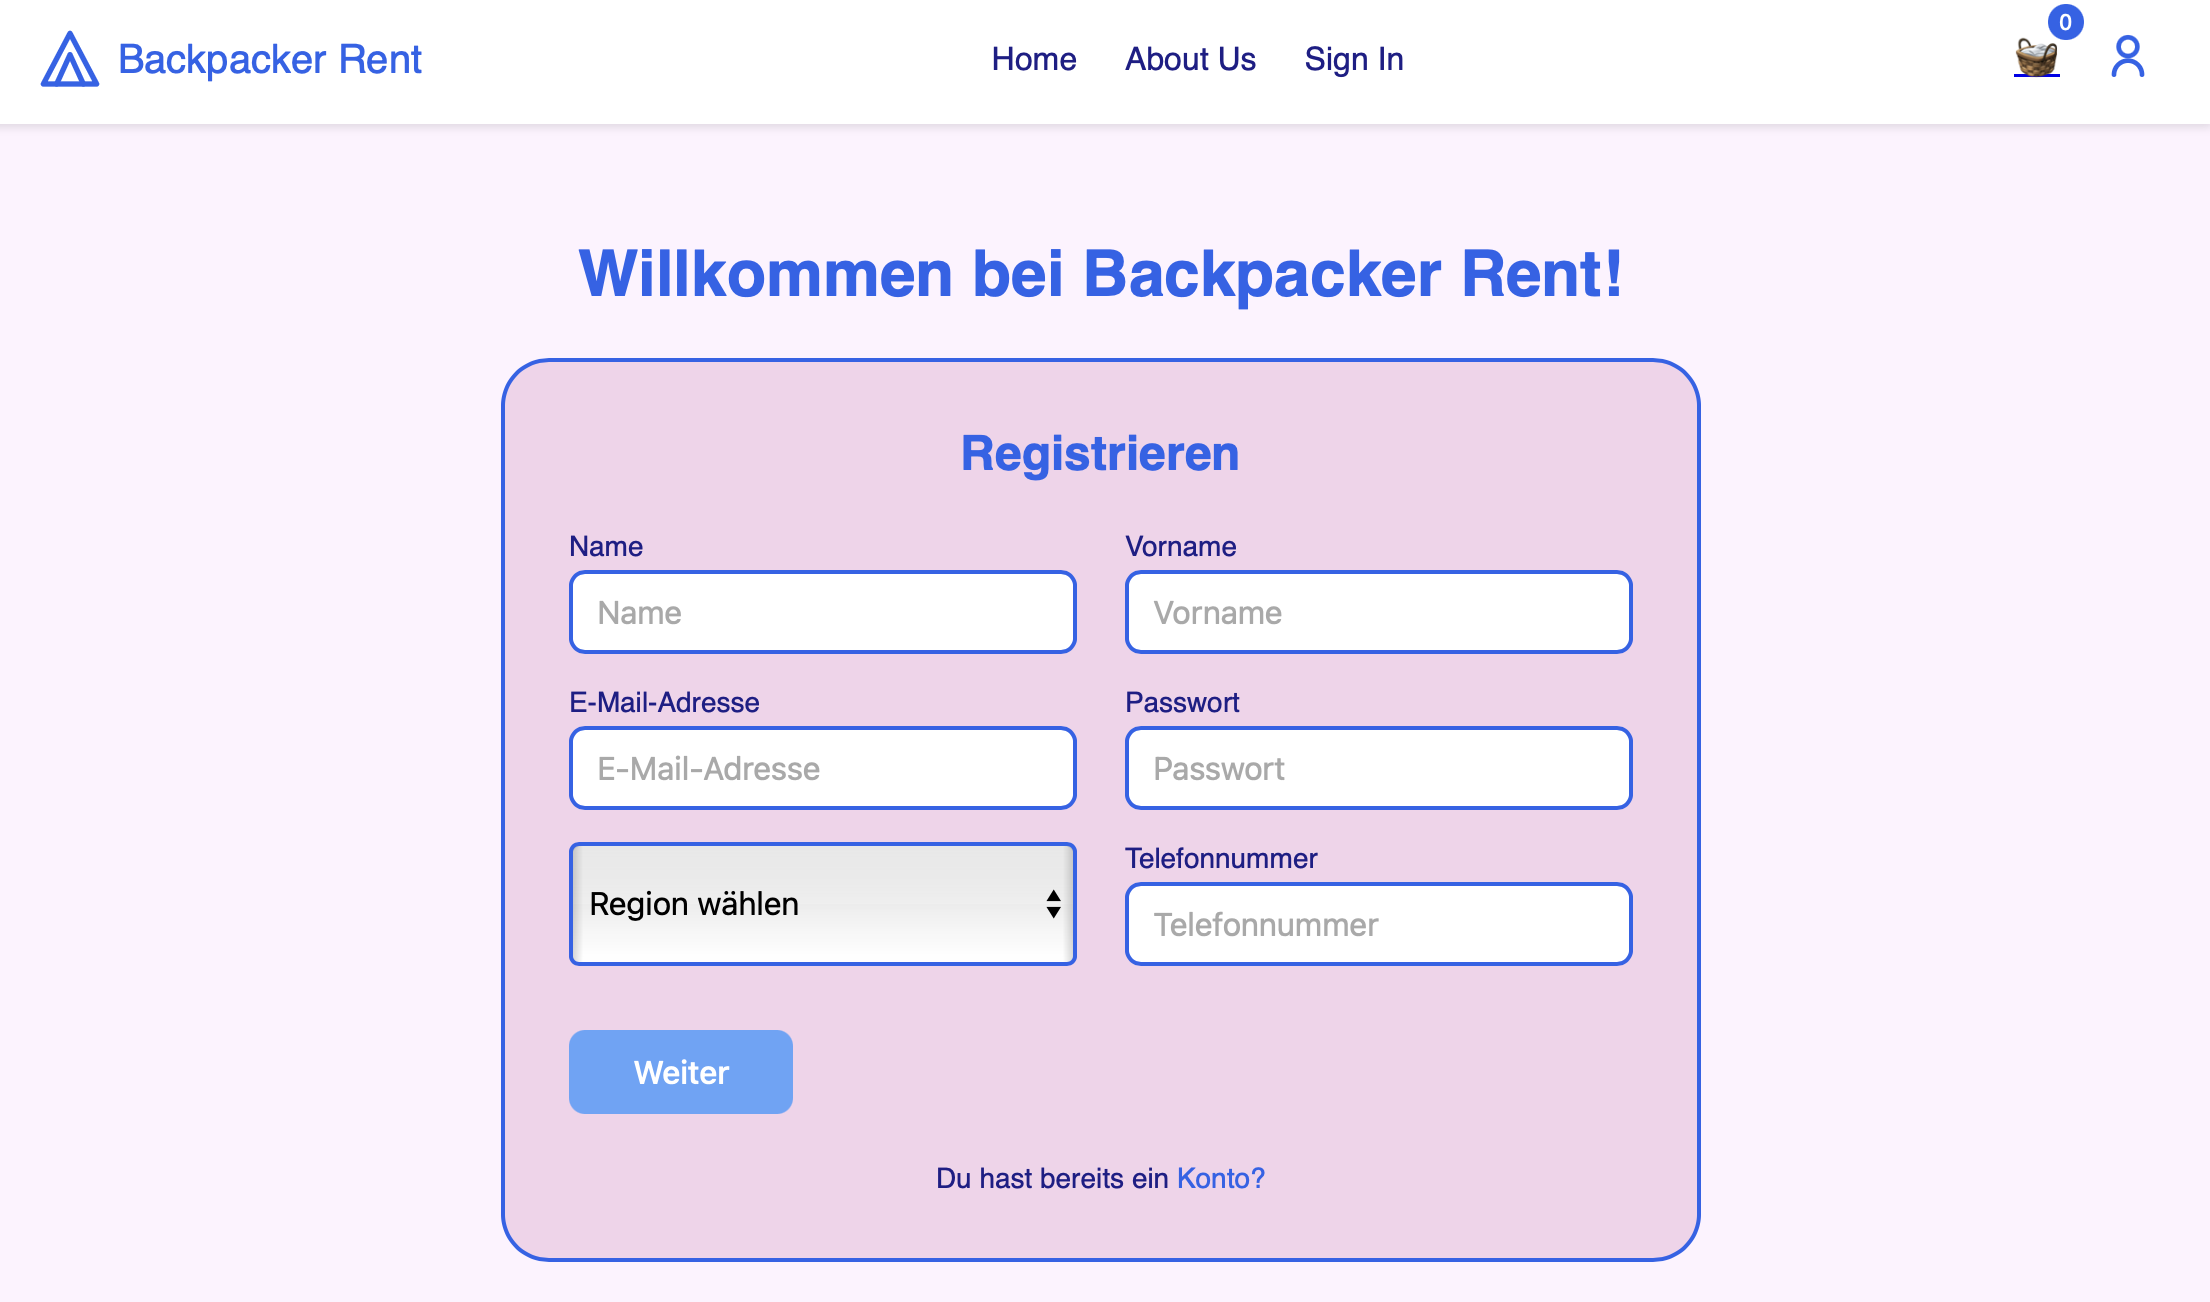 Backpacker Rent
Home About Us Sign In
0
Willkommen bei Backpacker Rent!
Registrieren
Name Vorname
Name Vorname
E-Mail-Adresse Passwort
E-Mail-Adresse Passwort
Telefonnummer
Region wählen Telefonnummer
Weiter
Du hast bereits ein Konto?